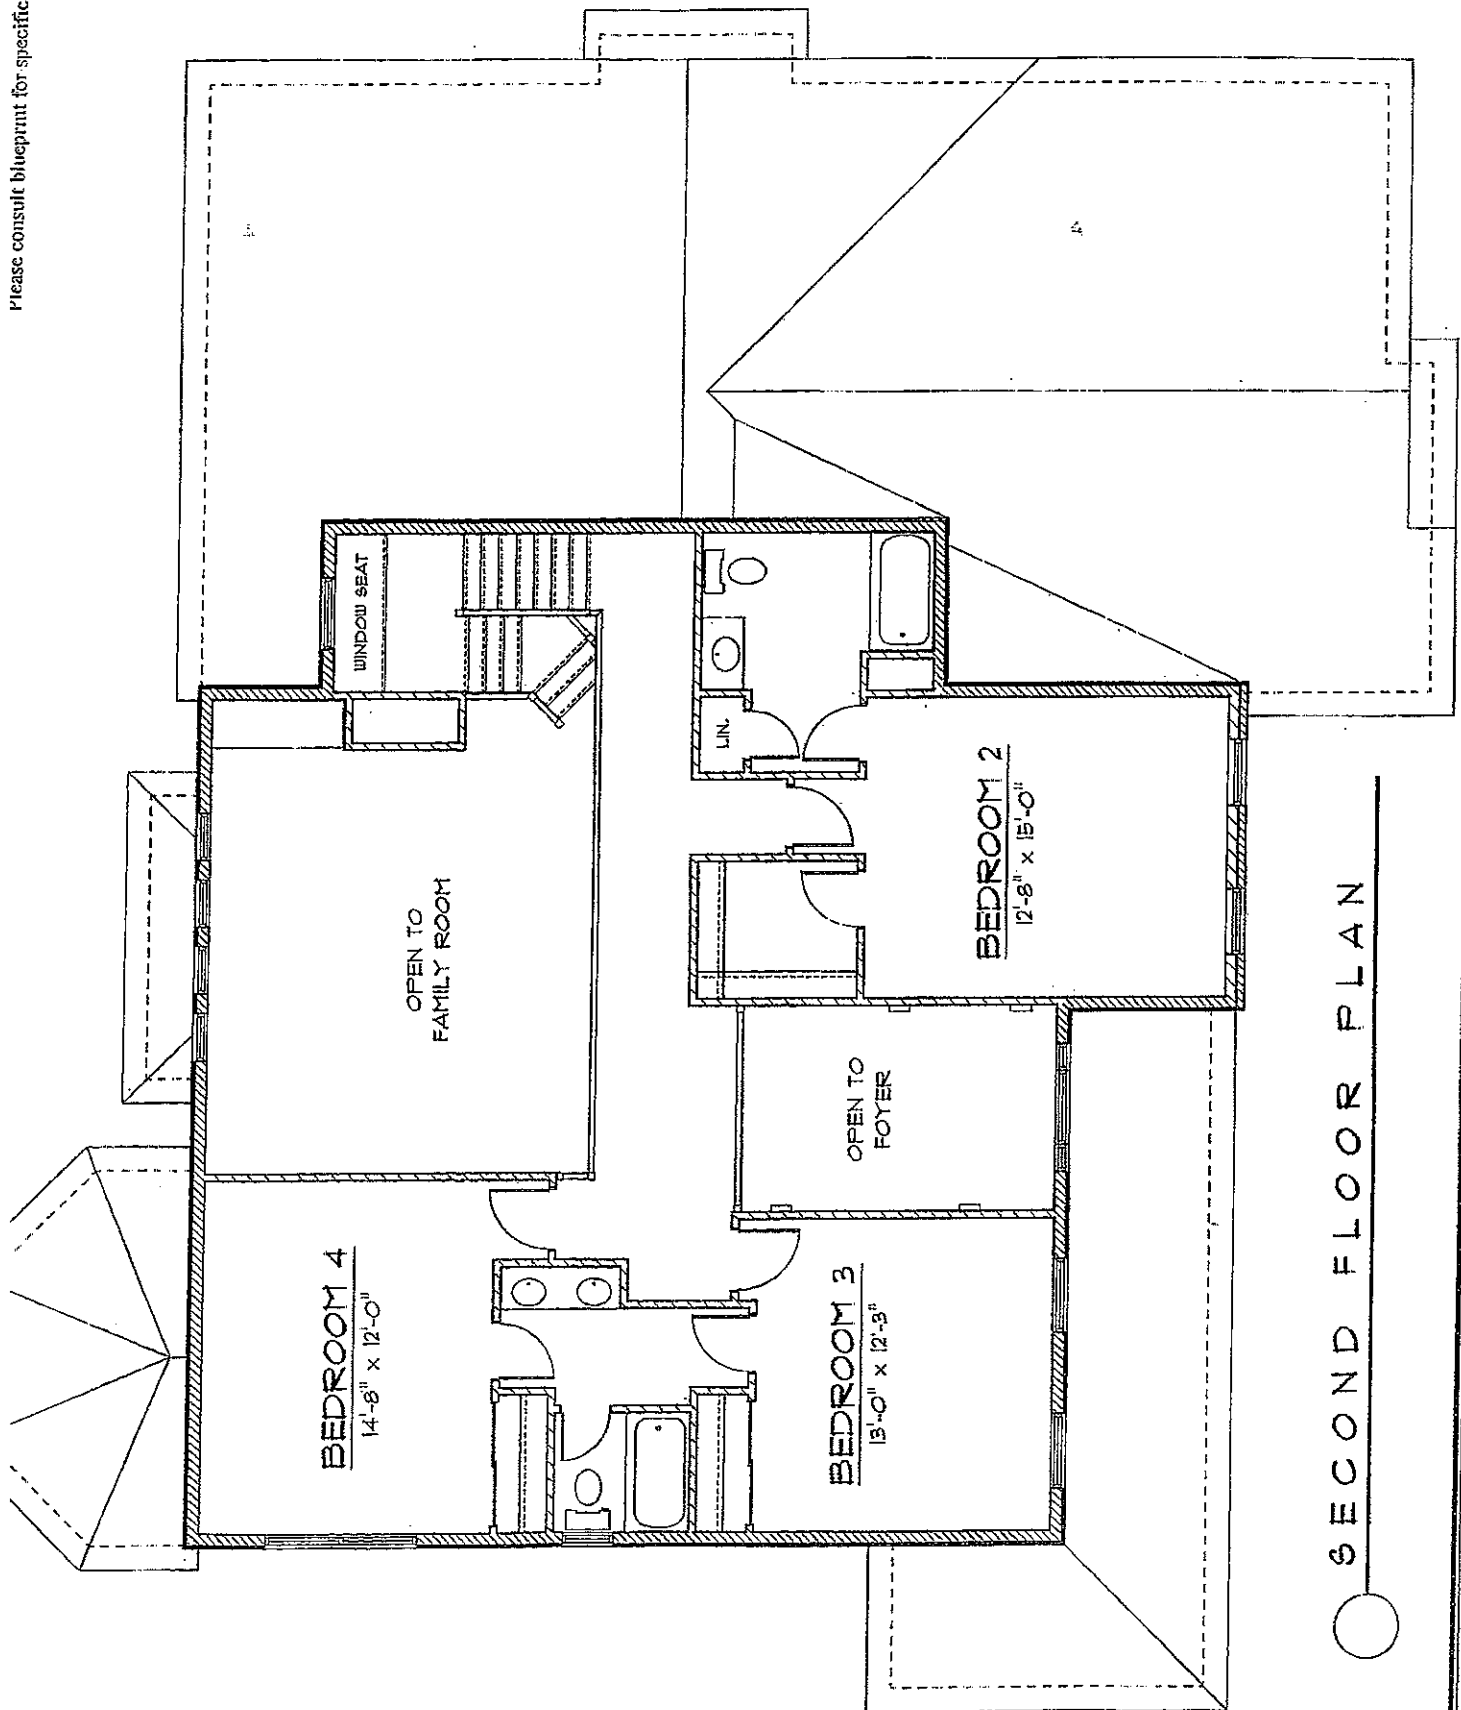 Please consult blueprint for specific
WINDOW SEAT
OPEN TO
FAMILY ROOM
LIN.
BEDROOM 4
14'-8" x 12'-0"
OPEN TO
FOYER
BEDROOM 2
12'-8" x 15'-0"
BEDROOM 3
13'-0" x 12'-3"
SECOND FLOOR PLAN